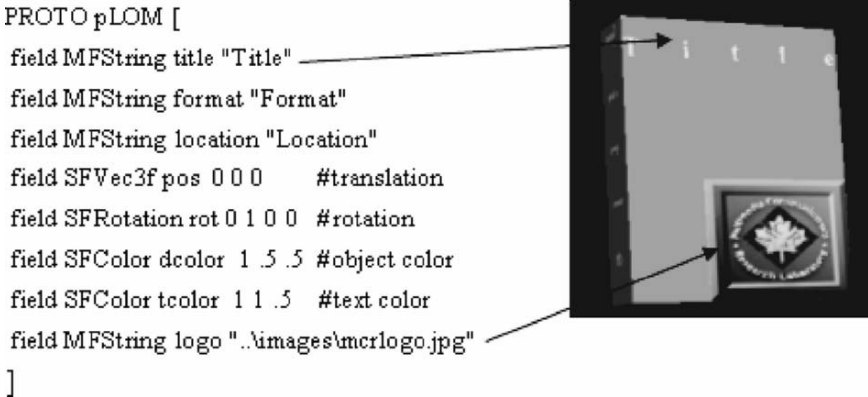 PROTO pLOM [
field MFString title "Title"
field MFString format "Format"
field MFString location "Location"
field SFVec3f pos 0 0 0 #translation
field SFRotation rot 0 1 0 0 #rotation
field SFColor dcolor 1 .5 .5 #object color
field SFColor tcolor 1 1 .5 #text color
field MFString logo "..\images\mcrlogo.jpg"
]
T i t l e
Research Laboratory